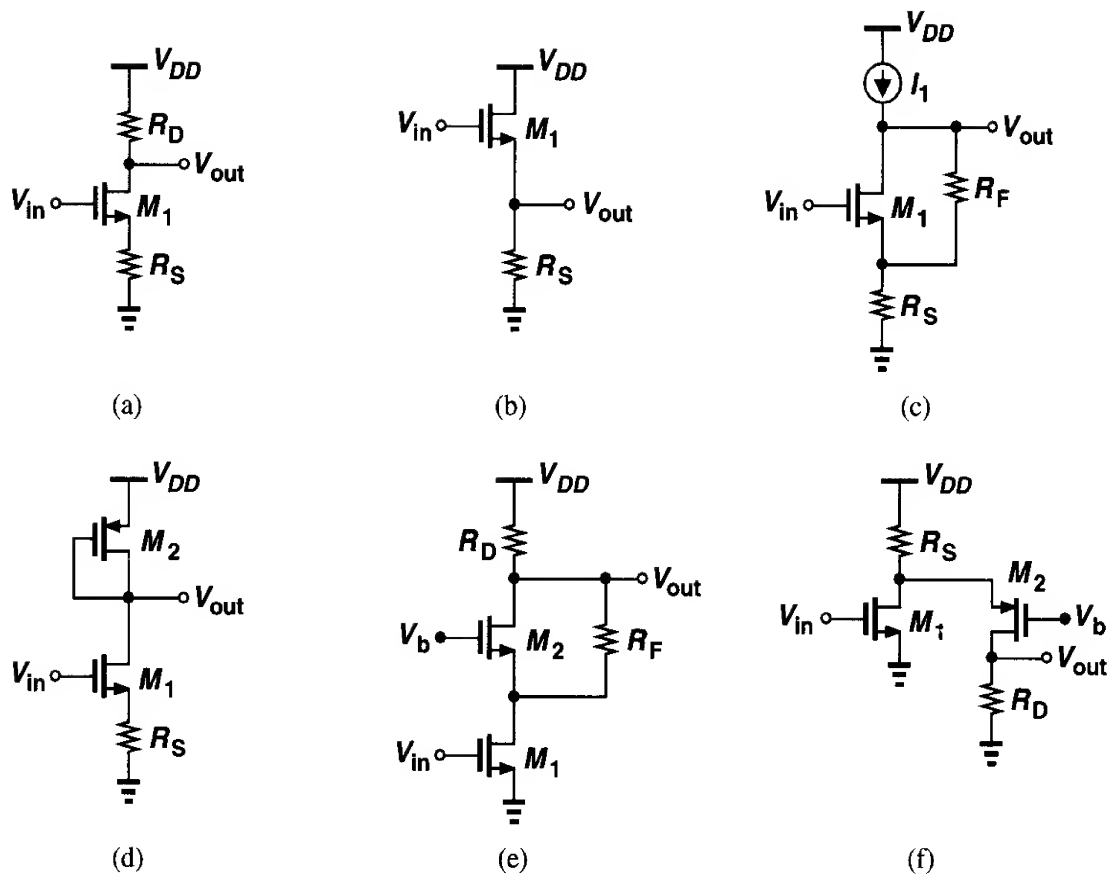 V_DD
R_D
V_out
V_in
M_1
R_S
(a)
V_DD
V_in
M_1
V_out
R_S
(b)
V_DD
I_1
V_out
R_F
V_in
M_1
R_S
(c)
V_DD
M_2
V_out
V_in
M_1
R_S
(d)
V_DD
R_D
V_out
V_b
M_2
R_F
V_in
M_1
(e)
V_DD
R_S
M_2
V_in
M_1
V_b
V_out
R_D
(f)